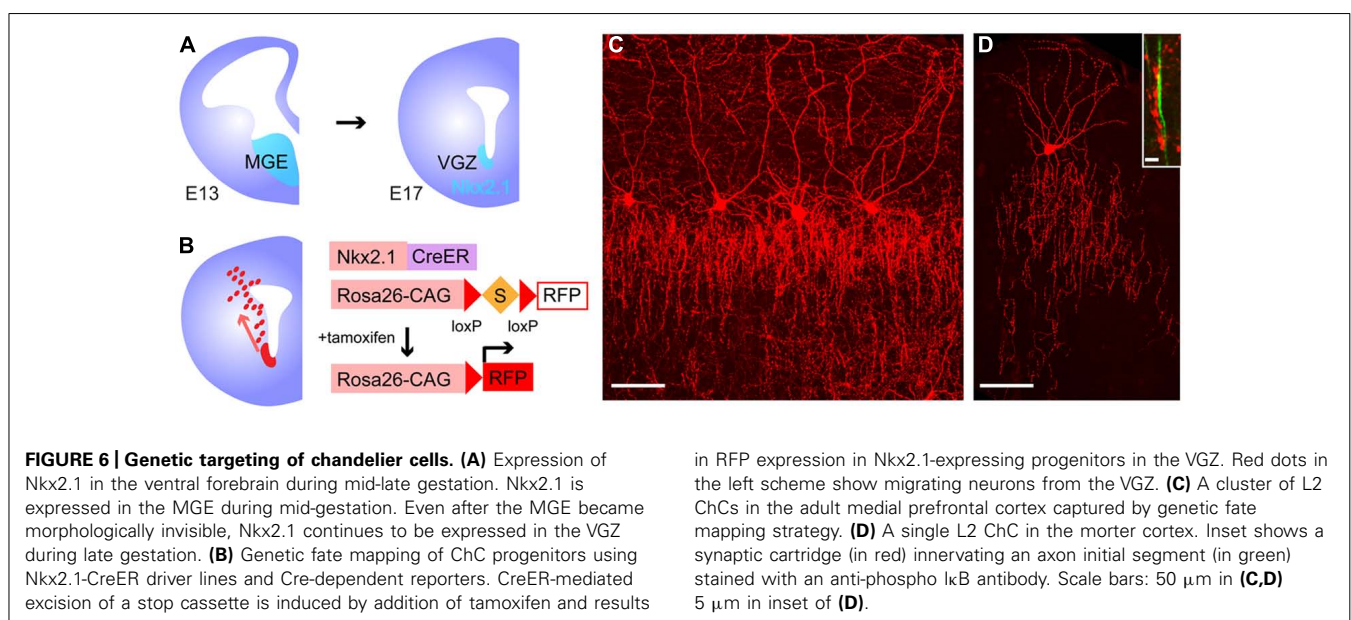 A
MGE
E13
VGZ
Nkx2.1
E17
B
Nkx2.1 CreER
Rosa26-CAG S RFP
loxP loxP
+tamoxifen
Rosa26-CAG RFP
C
D
FIGURE 6 | Genetic targeting of chandelier cells. (A) Expression of
Nkx2.1 in the ventral forebrain during mid-late gestation. Nkx2.1 is
expressed in the MGE during mid-gestation. Even after the MGE became
morphologically invisible, Nkx2.1 continues to be expressed in the VGZ
during late gestation. (B) Genetic fate mapping of ChC progenitors using
Nkx2.1-CreER driver lines and Cre-dependent reporters. CreER-mediated
excision of a stop cassette is induced by addition of tamoxifen and results
in RFP expression in Nkx2.1-expressing progenitors in the VGZ. Red dots in
the left scheme show migrating neurons from the VGZ. (C) A cluster of L2
ChCs in the adult medial prefrontal cortex captured by genetic fate
mapping strategy. (D) A single L2 ChC in the morter cortex. Inset shows a
synaptic cartridge (in red) innervating an axon initial segment (in green)
stained with an anti-phospho IκB antibody. Scale bars: 50 μm in (C,D)
5 μm in inset of (D).